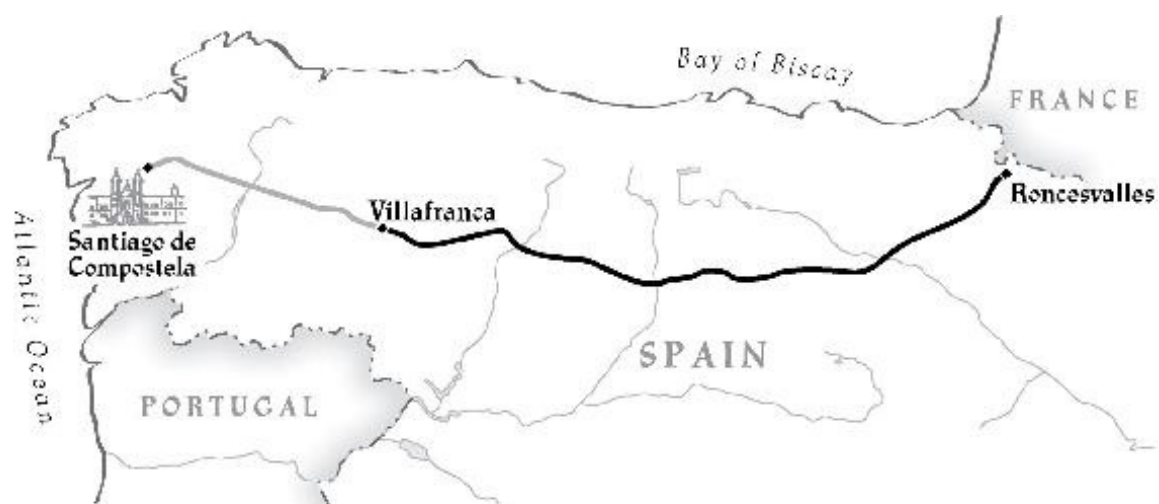 Bay of Biscay
FRANCE
Roncesvalles
Villafranca
Santiago de
Compostela
Atlantic Ocean
SPAIN
PORTUGAL